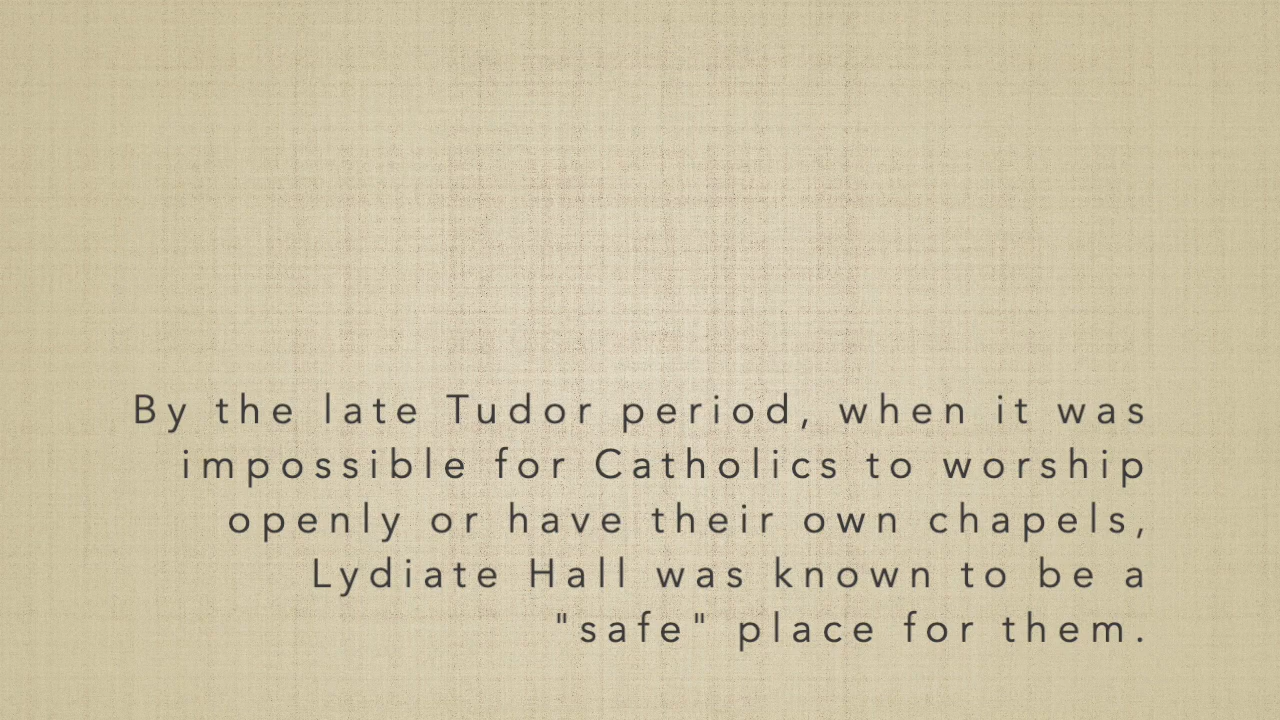 By the late Tudor period, when it was
impossible for Catholics to worship
openly or have their own chapels,
Lydiate Hall was known to be a
"safe" place for them.